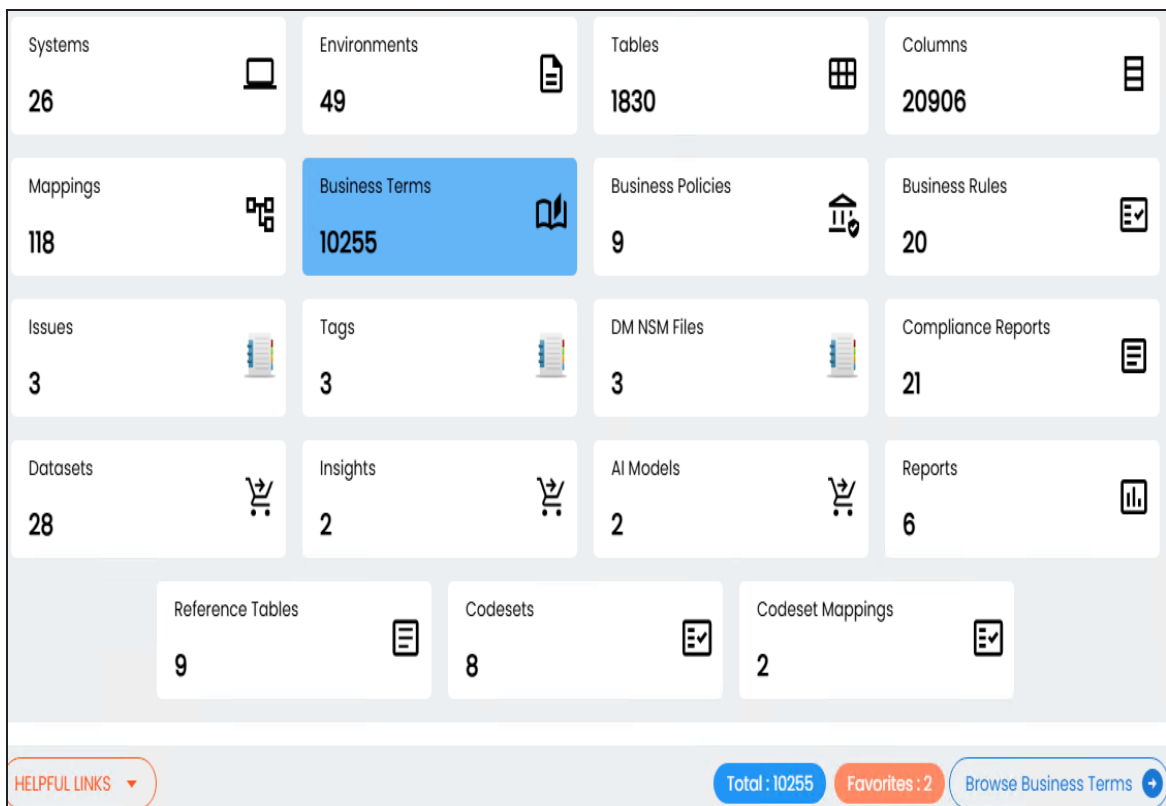 Systems
26
Environments
49
Tables
1830
Columns
20906
Mappings
118
Business Terms
10255
Business Policies
9
Business Rules
20
Issues
3
Tags
3
DM NSM Files
3
Compliance Reports
21
Datasets
28
Insights
2
AI Models
2
Reports
6
Reference Tables
9
Codesets
8
Codeset Mappings
2
HELPFUL LINKS
Total : 10255
Favorites : 2
Browse Business Terms